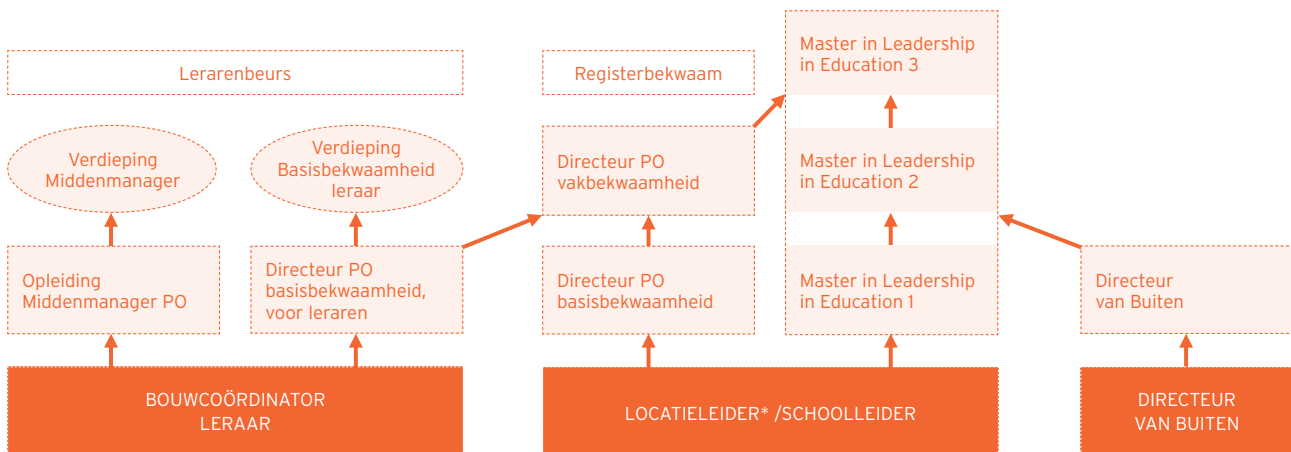 Lerarenbeurs
Registerbekwaam
Master in Leadership
in Education 3
Verdieping
Middenmanager
Verdieping
Basisbekwaamheid
leraar
Directeur PO
vakbekwaamheid
Master in Leadership
in Education 2
Opleiding
Middenmanager PO
Directeur PO
basisbekwaamheid,
voor leraren
Directeur PO
basisbekwaamheid
Master in Leadership
in Education 1
Directeur
van Buiten
BOUWCOÖRDINATOR
LERAAR
LOCATIELEIDER* /SCHOOLLEIDER
DIRECTEUR
VAN BUITEN